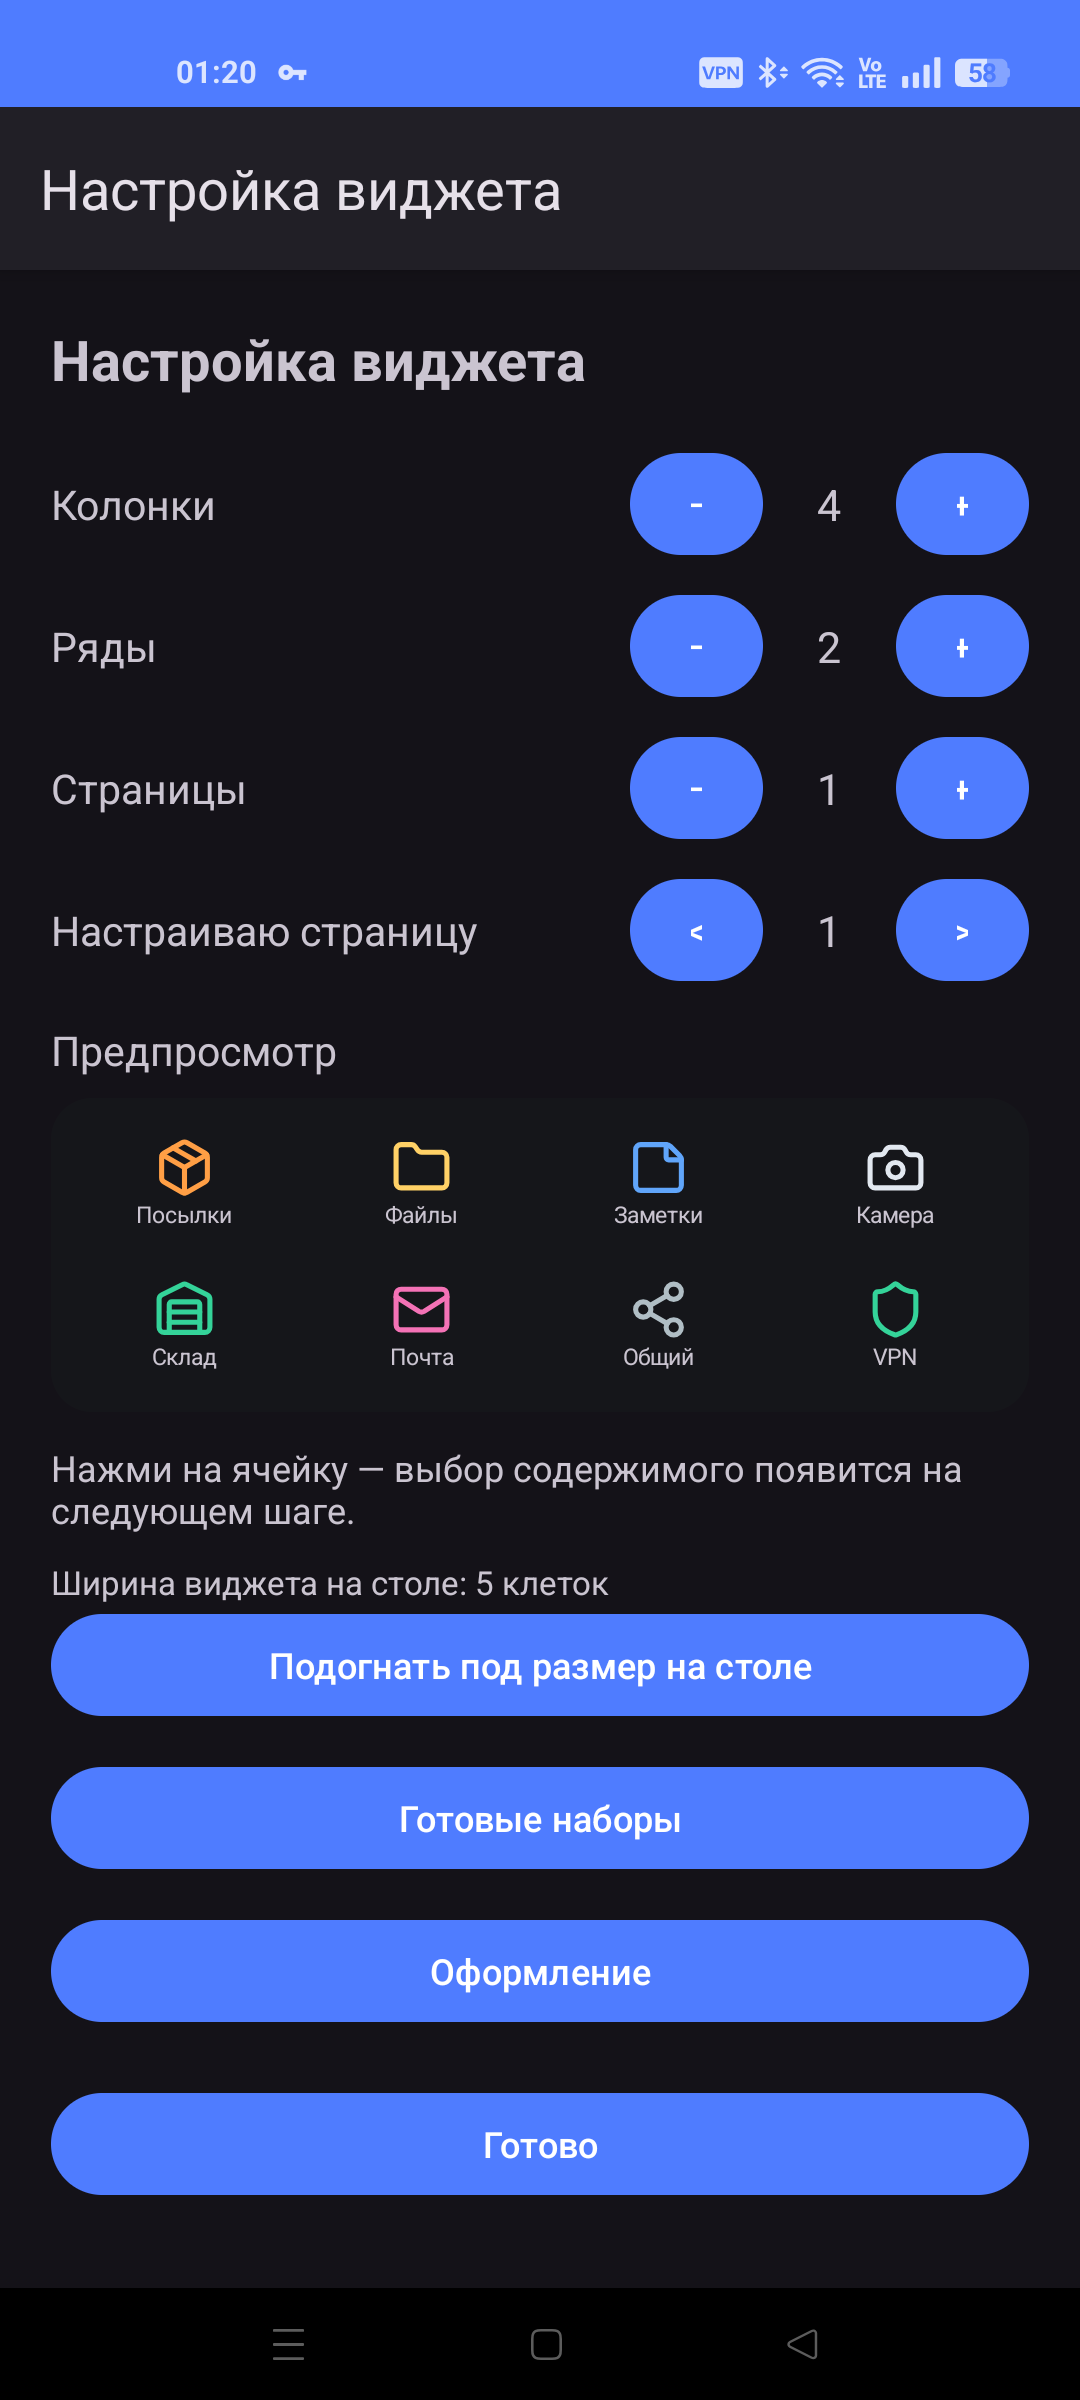 01:20 VPN Vo LTE 58
Настройка виджета
Настройка виджета
Колонки - 4 +
Ряды - 2 +
Страницы - 1 +
Настраиваю страницу < 1 >
Предпросмотр
Посылки Файлы Заметки Камера
Склад Почта Общий VPN
Нажми на ячейку — выбор содержимого появится на
следующем шаге.
Ширина виджета на столе: 5 клеток
Подогнать под размер на столе
Готовые наборы
Оформление
Готово